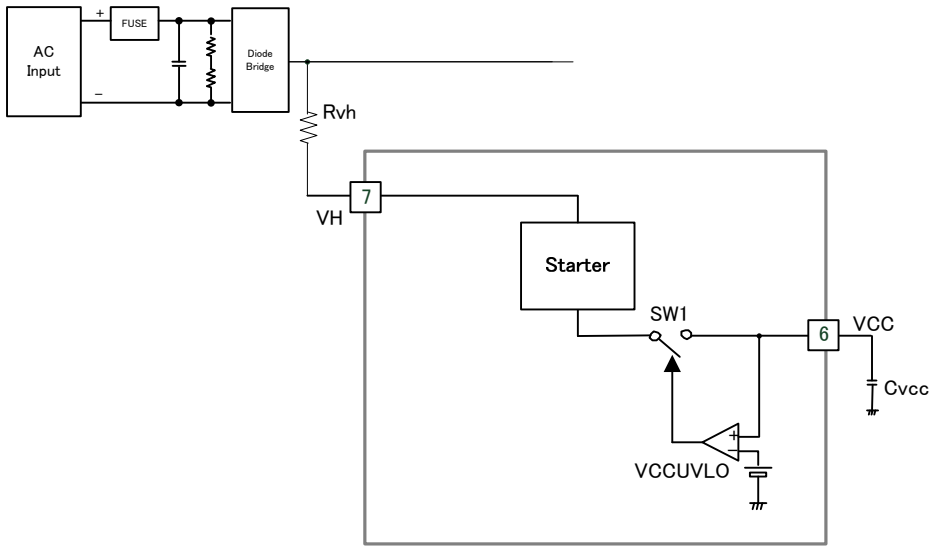 AC
Input
+
−
FUSE
Diode
Bridge
Rvh
7
VH
Starter
SW1
6
VCC
Cvcc
+
−
VCCUVLO